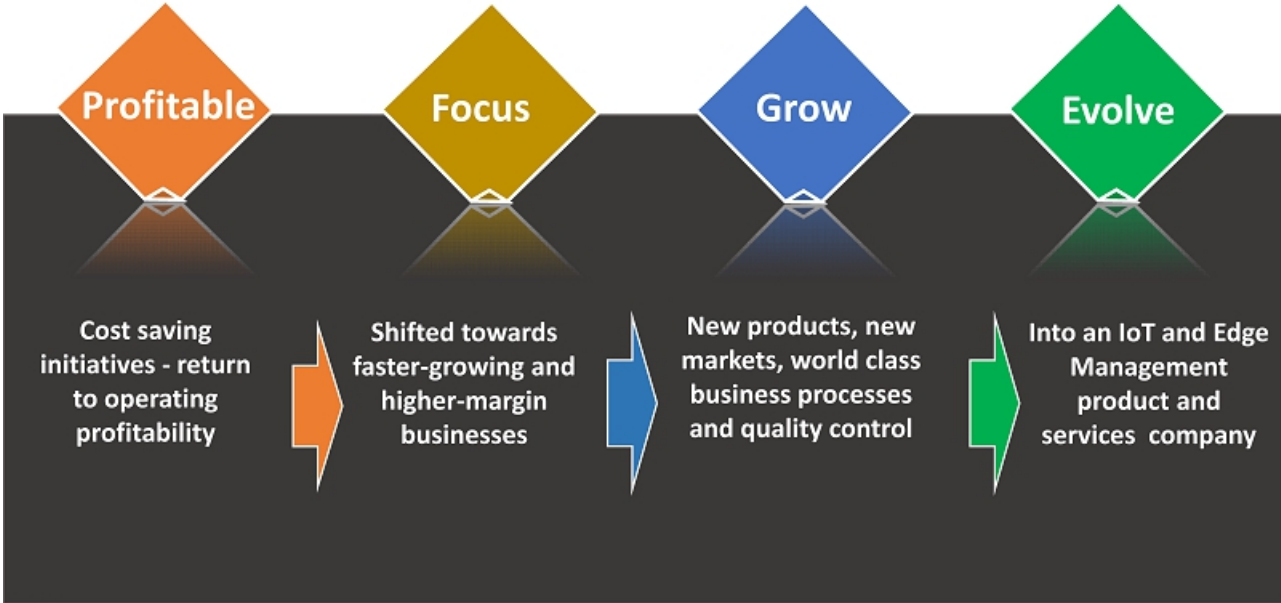 Profitable
Focus
Grow
Evolve
Cost saving
initiatives - return
to operating
profitability
Shifted towards
faster-growing and
higher-margin
businesses
New products, new
markets, world class
business processes
and quality control
Into an IoT and Edge
Management
product and
services  company